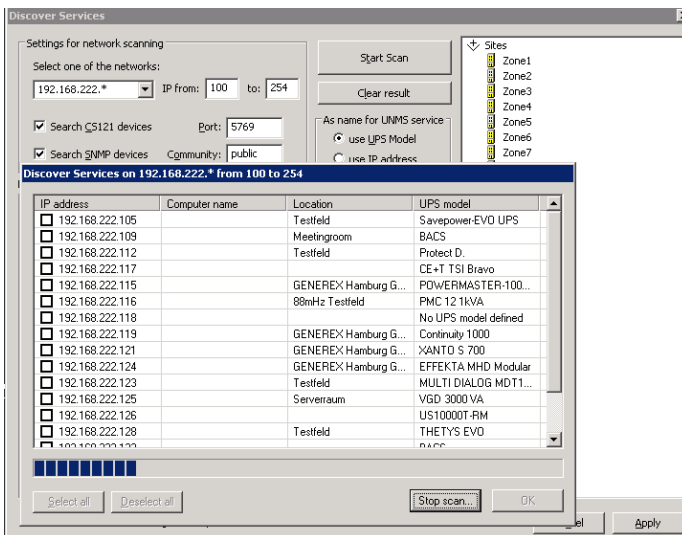 Discover Services
Settings for network scanning
Select one of the networks:
192.168.222.* IP from: 100 to: 254
Search CS121 devices Port: 5769
Search SNMP devices Community: public
Start Scan
Clear result
As name for UNMS service
use UPS Model
use IP address
Sites
Zone1
Zone2
Zone3
Zone4
Zone5
Zone6
Zone7
Discover Services on 192.168.222.* from 100 to 254
IP address Computer name Location UPS model
192.168.222.105 Testfeld Savepower-EVO UPS
192.168.222.109 Meetingroom BACS
192.168.222.112 Testfeld Protect D.
192.168.222.117 CE+T TSI Bravo
192.168.222.115 GENEREX Hamburg G... POWERMASTER-100...
192.168.222.116 88mHz Testfeld PMC 12 1kVA
192.168.222.118 No UPS model defined
192.168.222.119 GENEREX Hamburg G... Continuity 1000
192.168.222.121 GENEREX Hamburg G... XANTO S 700
192.168.222.124 GENEREX Hamburg G... EFFEKTA MHD Modular
192.168.222.123 Testfeld MULTI DIALOG MDT1...
192.168.222.125 Serverraum VGD 3000 VA
192.168.222.126 US10000T-RM
192.168.222.128 Testfeld THETYS EVO
BACS
Select all Deselect all Stop scan... OK
Apply